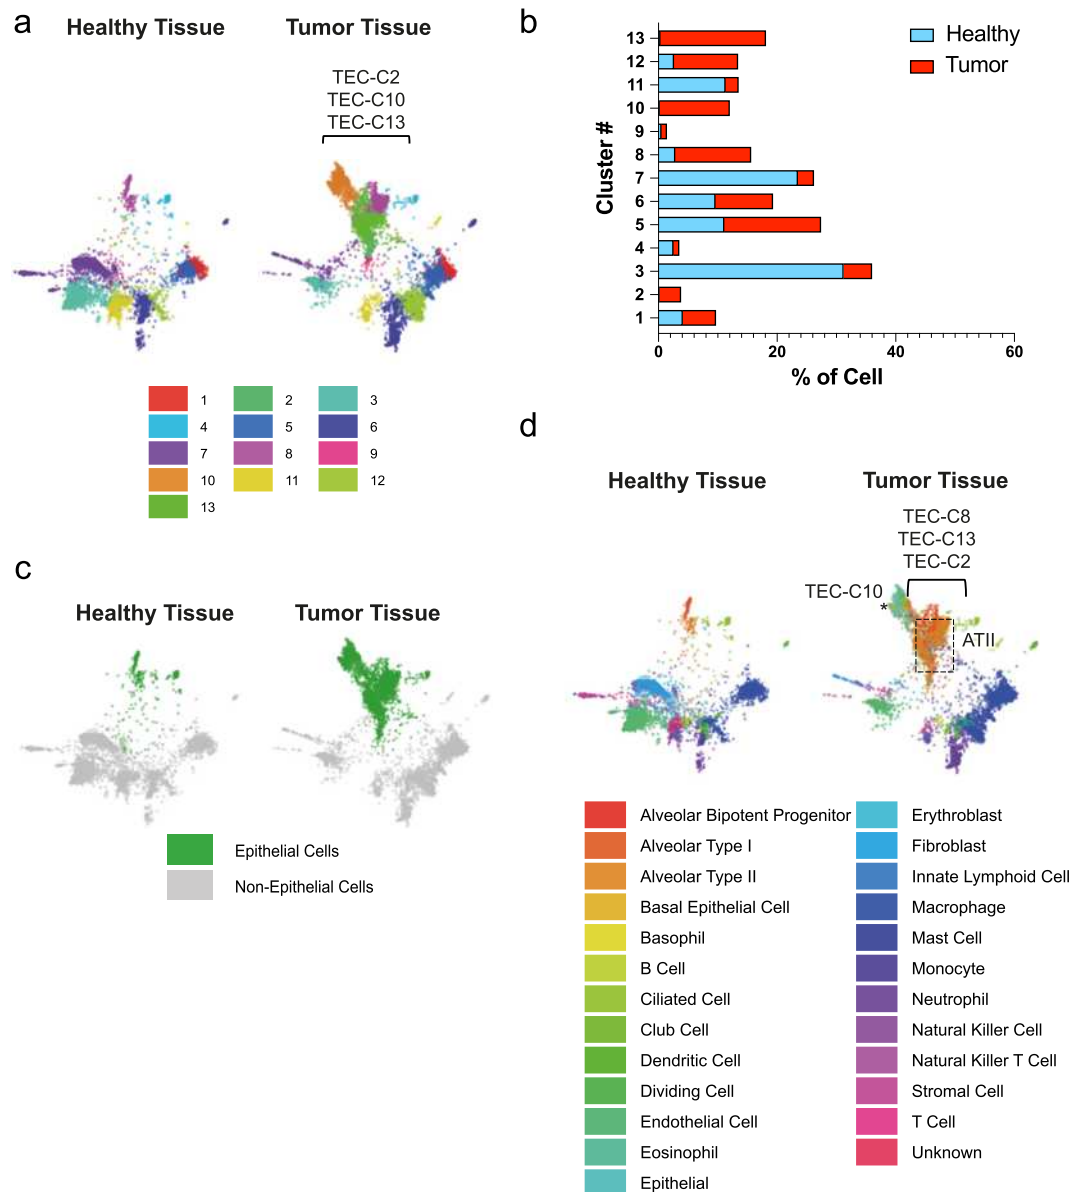 a
Healthy Tissue
Tumor Tissue
TEC-C2
TEC-C10
TEC-C13
1
2
3
4
5
6
7
8
9
10
11
12
13
b
Healthy
Tumor
Cluster #
13
12
11
10
9
8
7
6
5
4
3
2
1
0
20
40
60
% of Cell
c
Healthy Tissue
Tumor Tissue
Epithelial Cells
Non-Epithelial Cells
d
Healthy Tissue
Tumor Tissue
TEC-C8
TEC-C13
TEC-C2
TEC-C10
*
ATII
Alveolar Bipotent Progenitor
Alveolar Type I
Alveolar Type II
Basal Epithelial Cell
Basophil
B Cell
Ciliated Cell
Club Cell
Dendritic Cell
Dividing Cell
Endothelial Cell
Eosinophil
Epithelial
Erythroblast
Fibroblast
Innate Lymphoid Cell
Macrophage
Mast Cell
Monocyte
Neutrophil
Natural Killer Cell
Natural Killer T Cell
Stromal Cell
T Cell
Unknown